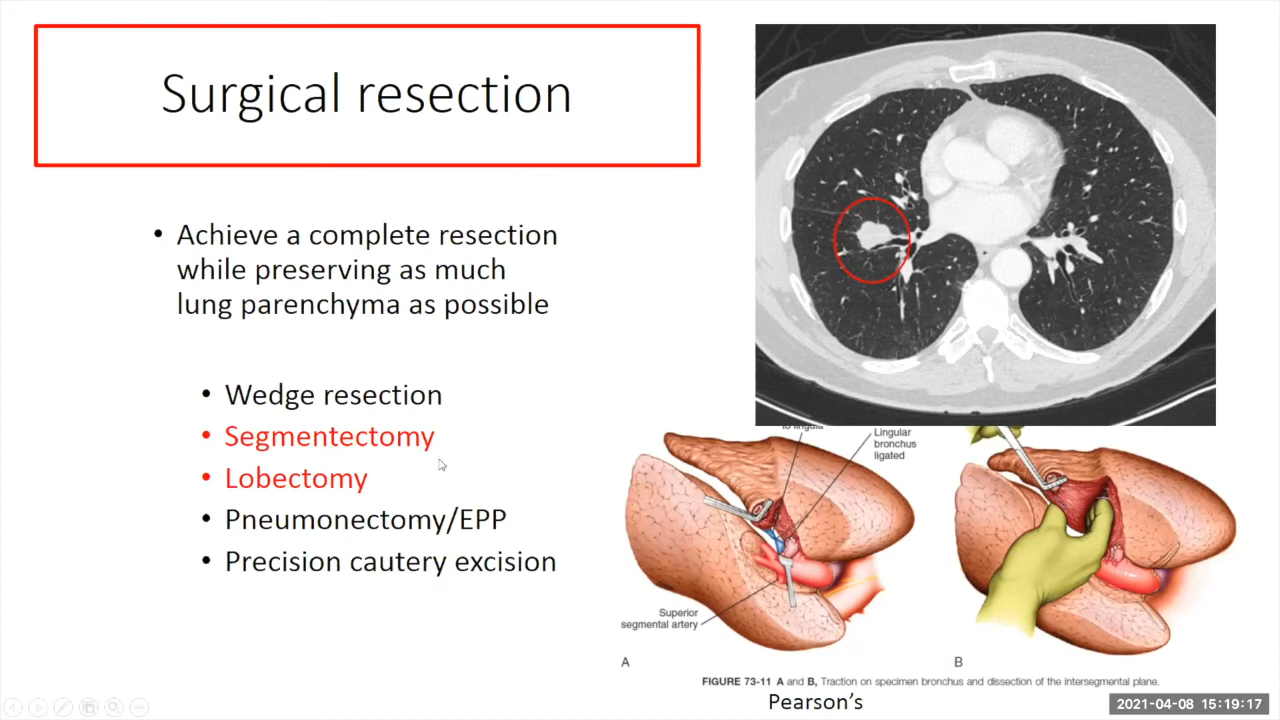 Surgical resection
• Achieve a complete resection
while preserving as much
lung parenchyma as possible
• Wedge resection
• Segmentectomy
• Lobectomy
• Pneumonectomy/EPP
• Precision cautery excision
to lingula
Lingular
bronchus
ligated
Superior
segmental artery
A
B
FIGURE 73-11 A and B, Traction on specimen bronchus and dissection of the intersegmental plane.
Pearson's
2021-04-08 15:19:17